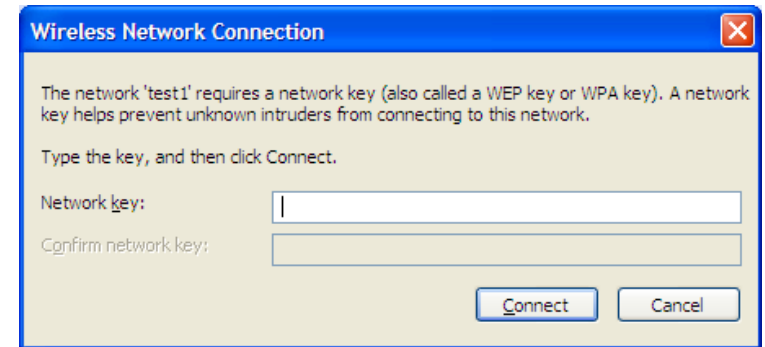 Wireless Network Connection
The network 'test1' requires a network key (also called a WEP key or WPA key). A network
key helps prevent unknown intruders from connecting to this network.
Type the key, and then click Connect.
Network key:
Confirm network key:
Connect Cancel